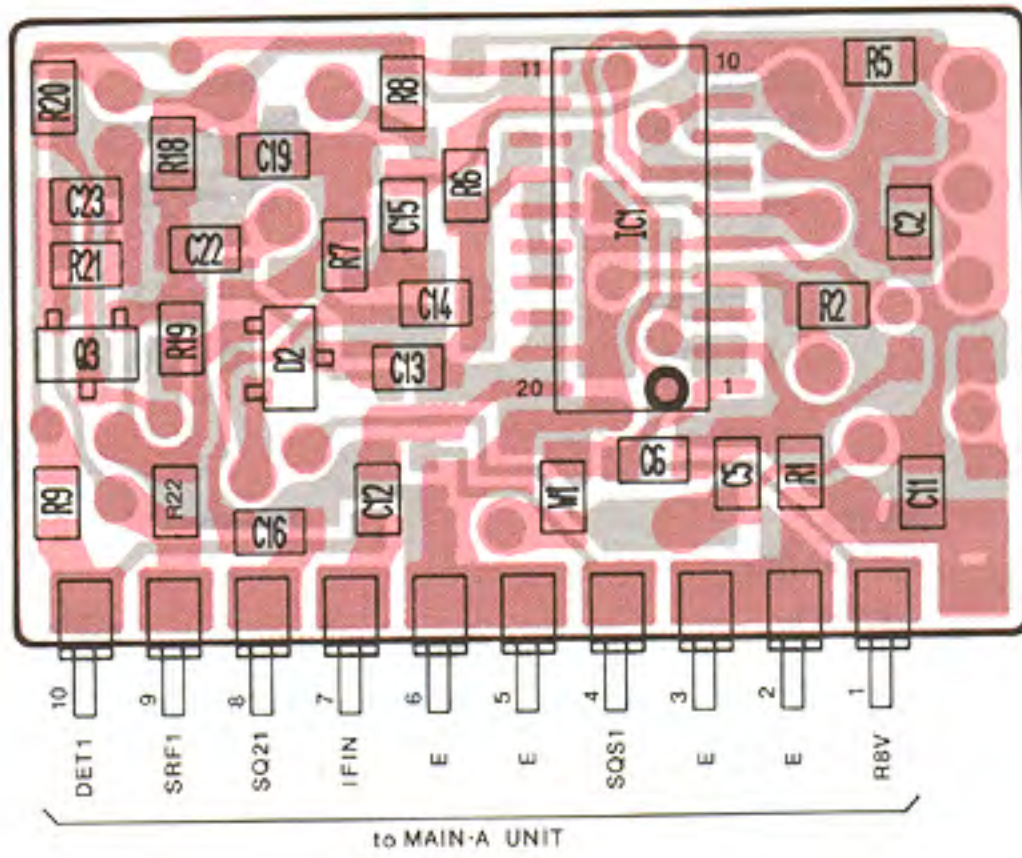 11
10
R5
R20
R8
R18
C19
R6
C23
C15
IC1
C2
R21
C22
R7
C14
R2
Q3
R19
D2
C13
20
1
R9
R22
C16
C12
W1
C6
C5
R1
C11
10
9
8
7
6
5
4
3
2
1
DET1
SRF1
SQ21
IFIN
E
E
SQS1
E
E
R8V
to MAIN-A UNIT